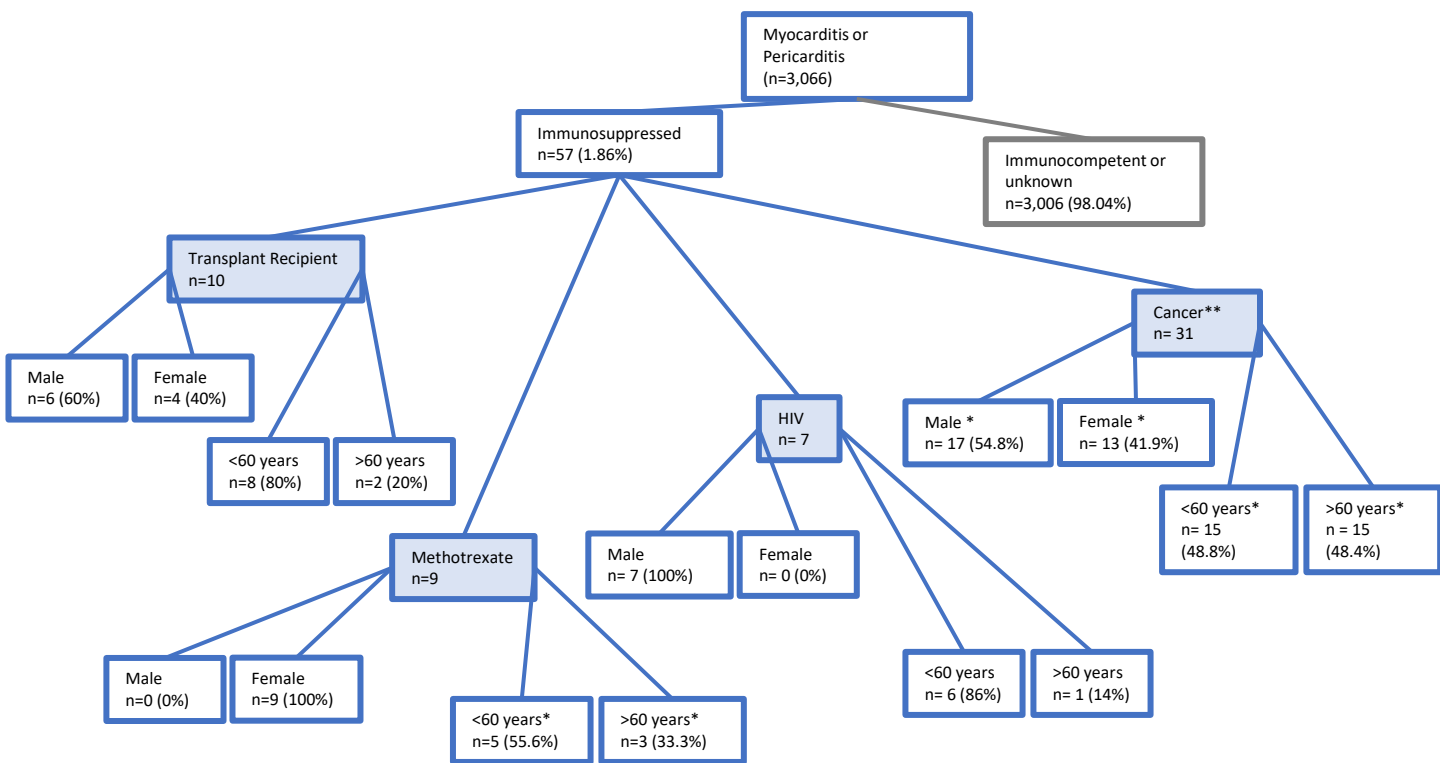 Myocarditis or
Pericarditis
(n=3,066)
Immunosuppressed
n=57 (1.86%)
Immunocompetent or
unknown
n=3,006 (98.04%)
Transplant Recipient
n=10
Male
n=6 (60%)
Female
n=4 (40%)
<60 years
n=8 (80%)
>60 years
n=2 (20%)
Methotrexate
n=9
Male
n=0 (0%)
Female
n=9 (100%)
<60 years*
n=5 (55.6%)
>60 years*
n=3 (33.3%)
HIV
n= 7
Male
n= 7 (100%)
Female
n= 0 (0%)
<60 years
n= 6 (86%)
>60 years
n= 1 (14%)
Cancer**
n= 31
Male *
n= 17 (54.8%)
Female *
n= 13 (41.9%)
<60 years*
n= 15
(48.8%)
>60 years*
n = 15
(48.4%)